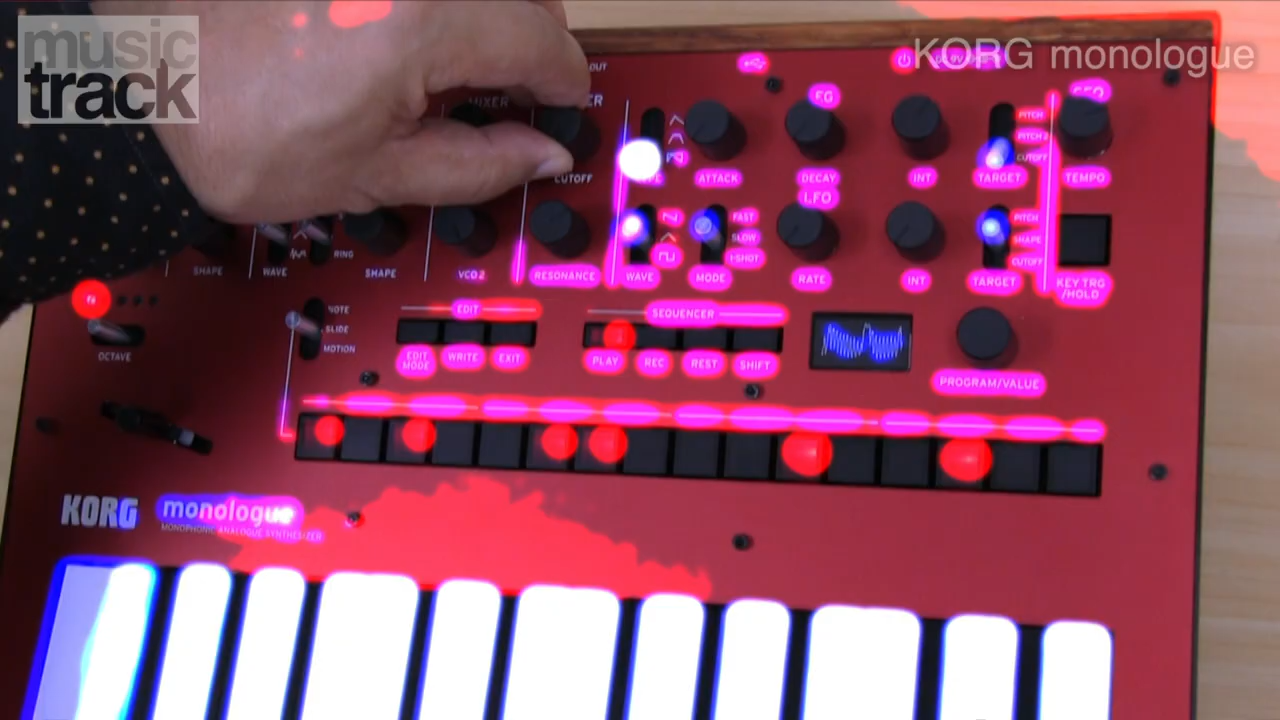 music
track
KORG monologue
OUT
MIXER
EG
PITCH
PITCH 2
CUTOFF
CUTOFF
ATTACK
DECAY
INT
TARGET
TEMPO
LFO
FAST
SLOW
1-SHOT
PITCH
SHAPE
CUTOFF
RING
SHAPE
WAVE
SHAPE
VCO 2
RESONANCE
WAVE
MODE
RATE
INT
TARGET
KEY TRG
/HOLD
NOTE
SLIDE
MOTION
OCTAVE
EDIT
SEQUENCER
EDIT
MODE
WRITE
EXIT
PLAY
REC
REST
SHIFT
PROGRAM/VALUE
KORG
monologue
MONOPHONIC ANALOGUE SYNTHESIZER